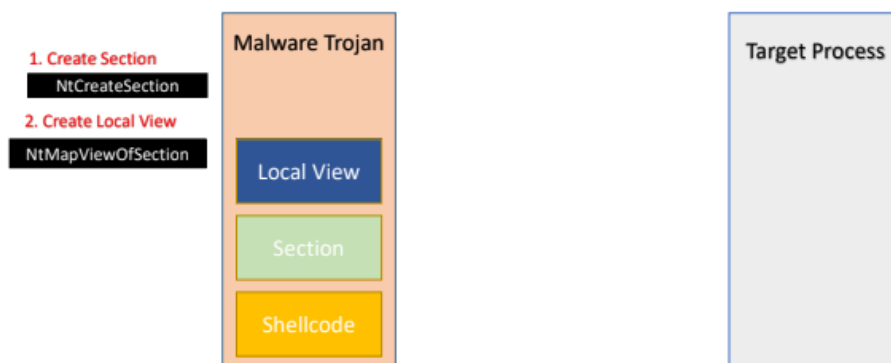 Malware Trojan
Target Process
1. Create Section
NtCreateSection
2. Create Local View
NtMapViewOfSection
Local View
Section
Shellcode